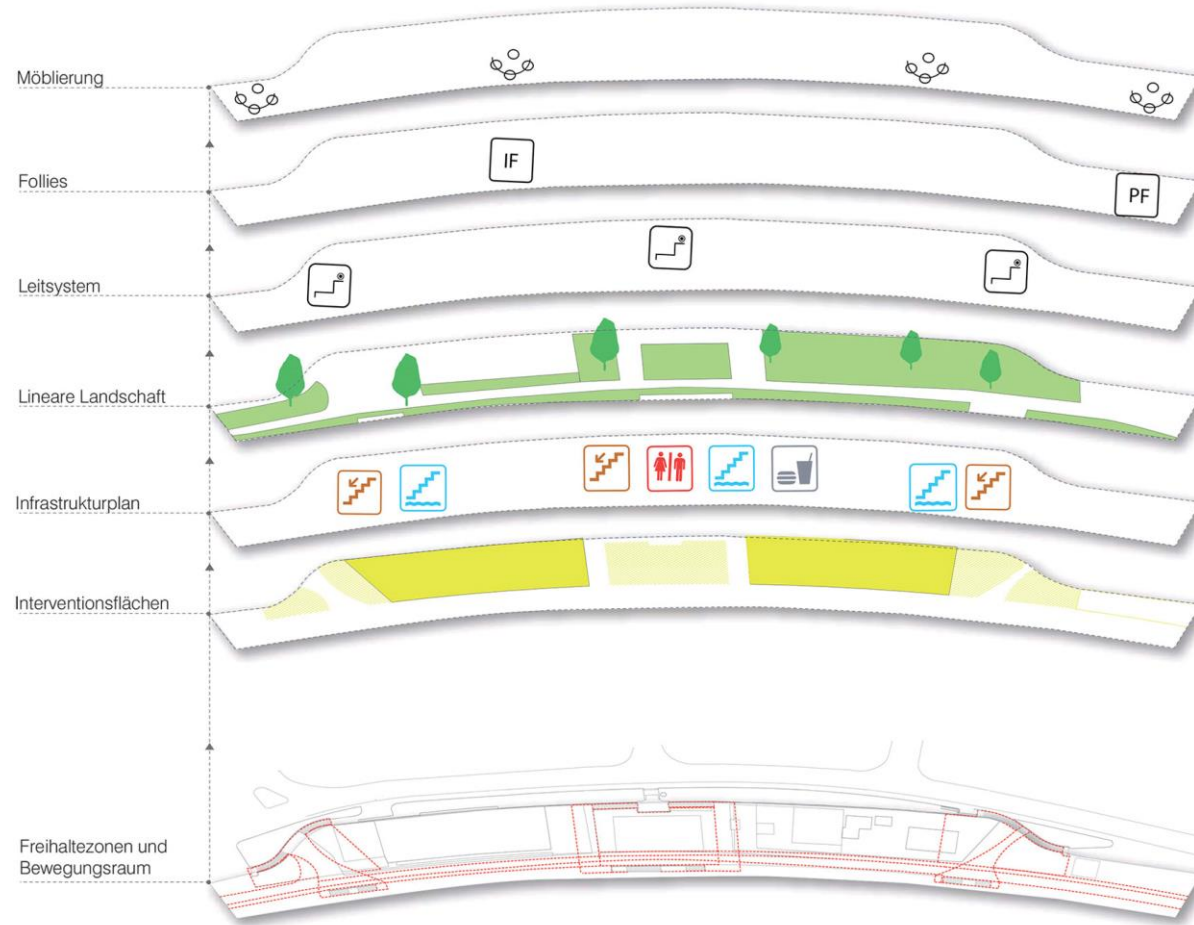 Möblierung
Follies
IF
PF
Leitsystem
Lineare Landschaft
Infrastrukturplan
Interventionsflächen
Freihaltezonen und
Bewegungsraum